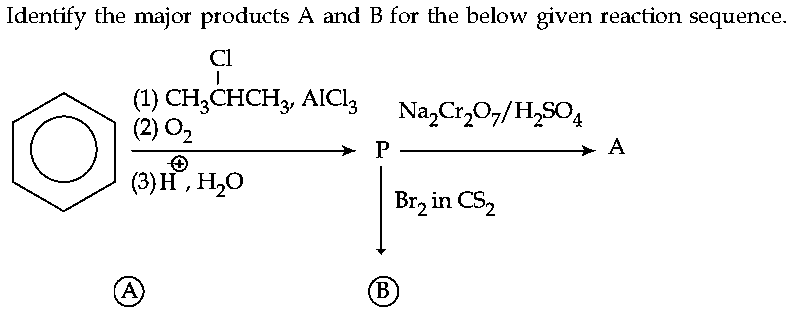 Identify the major products A and B for the below given reaction sequence.
Cl
(1) CH₃CHCH₃, AlCl₃
(2) O₂
(3) H⊕, H₂O
Na₂Cr₂O₇/H₂SO₄
P
A
Br₂ in CS₂
Ⓐ
Ⓑ